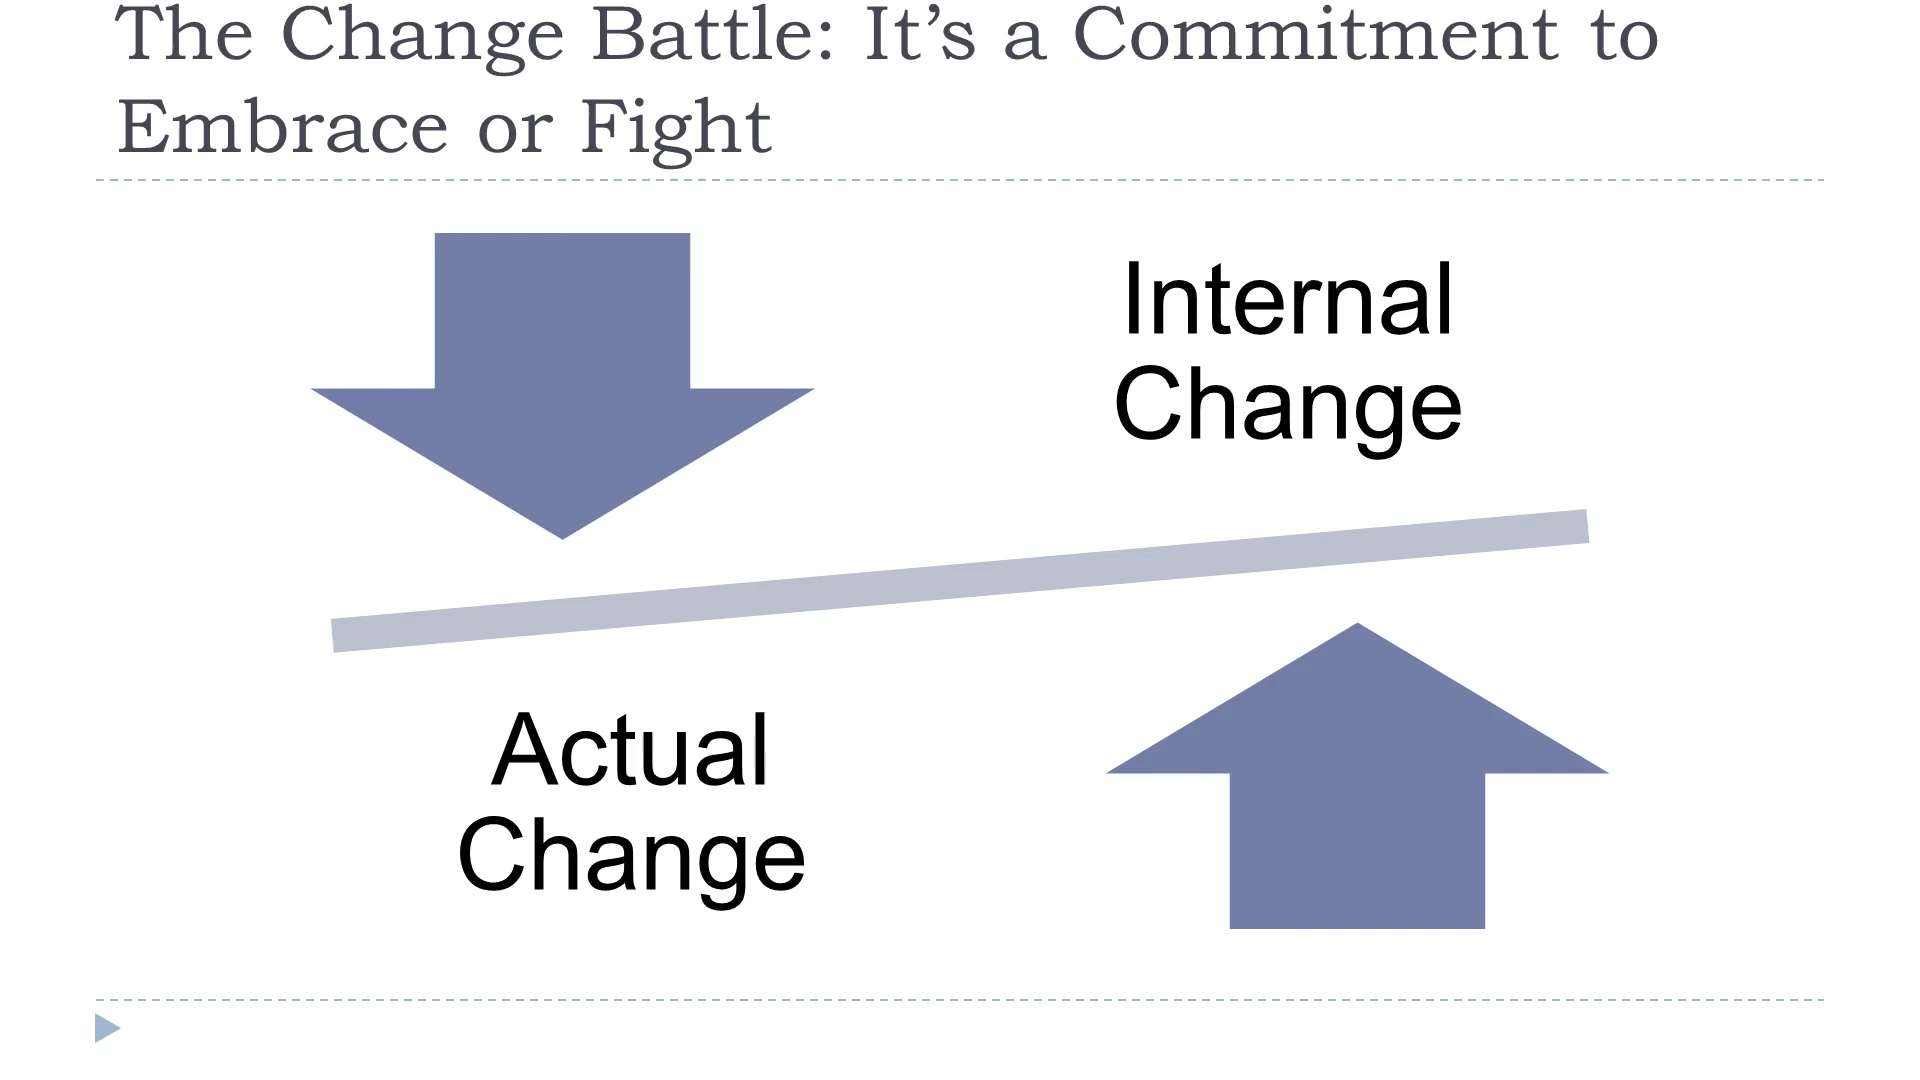 The Change Battle: It’s a Commitment to
Embrace or Fight
Internal
Change
Actual
Change